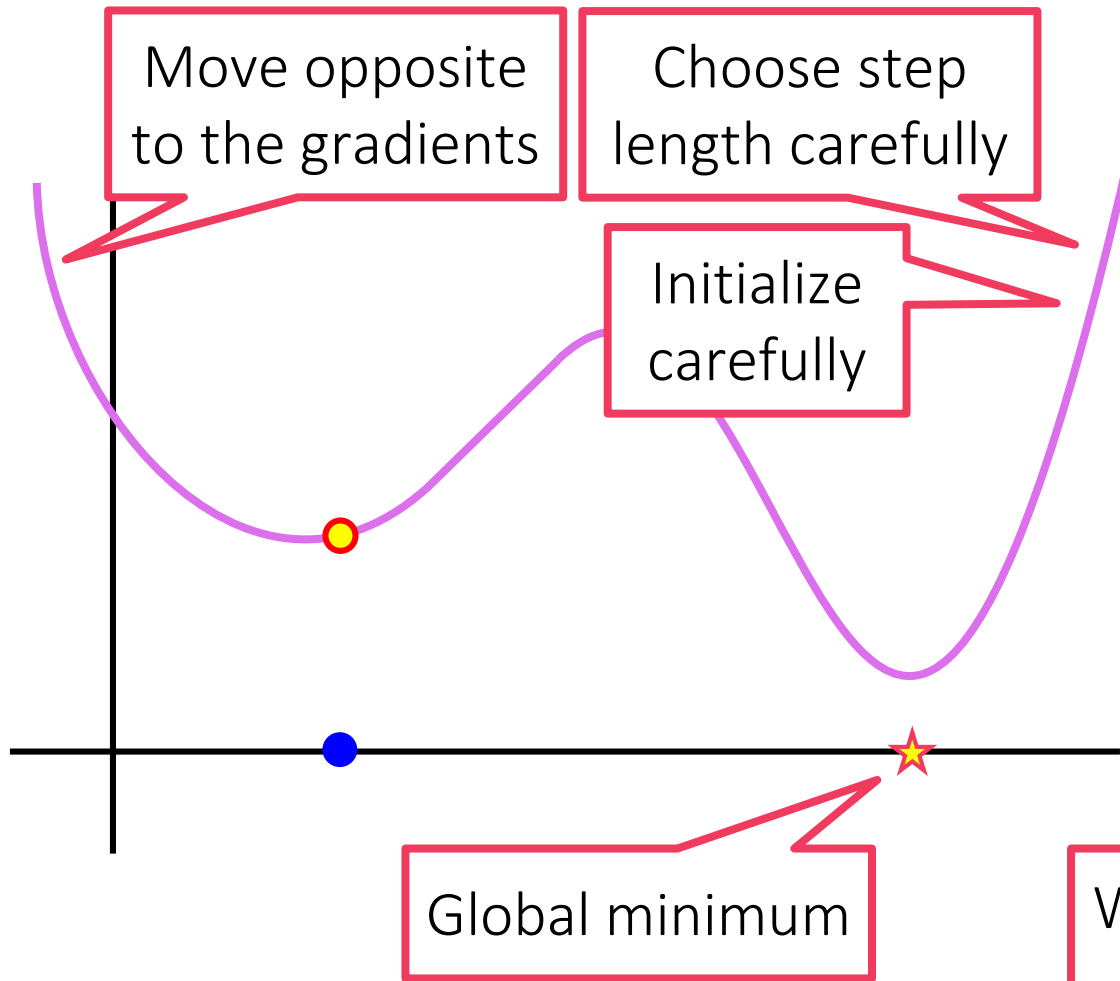 Move opposite
to the gradients
Choose step
length carefully
Initialize
carefully
Global minimum